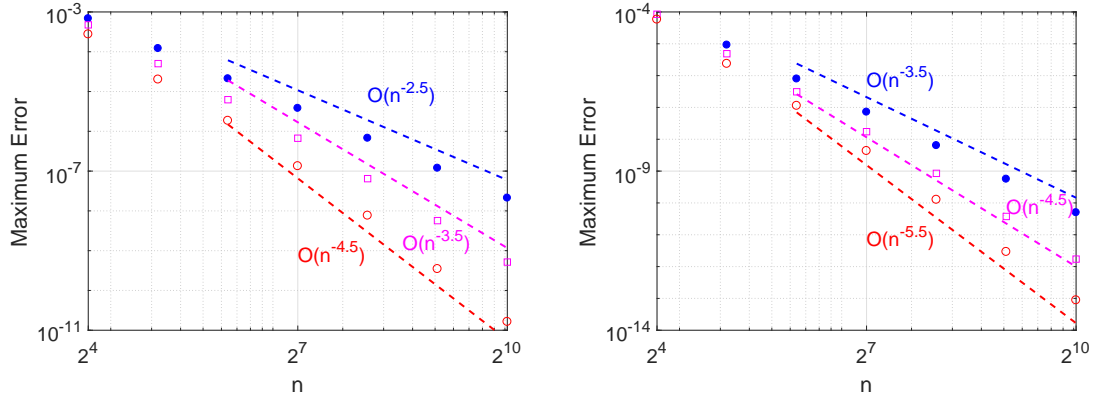 10^-3
10^-7
10^-11
Maximum Error
2^4
2^7
2^10
n
O(n^-2.5)
O(n^-3.5)
O(n^-4.5)
10^-4
10^-9
10^-14
Maximum Error
2^4
2^7
2^10
n
O(n^-3.5)
O(n^-4.5)
O(n^-5.5)